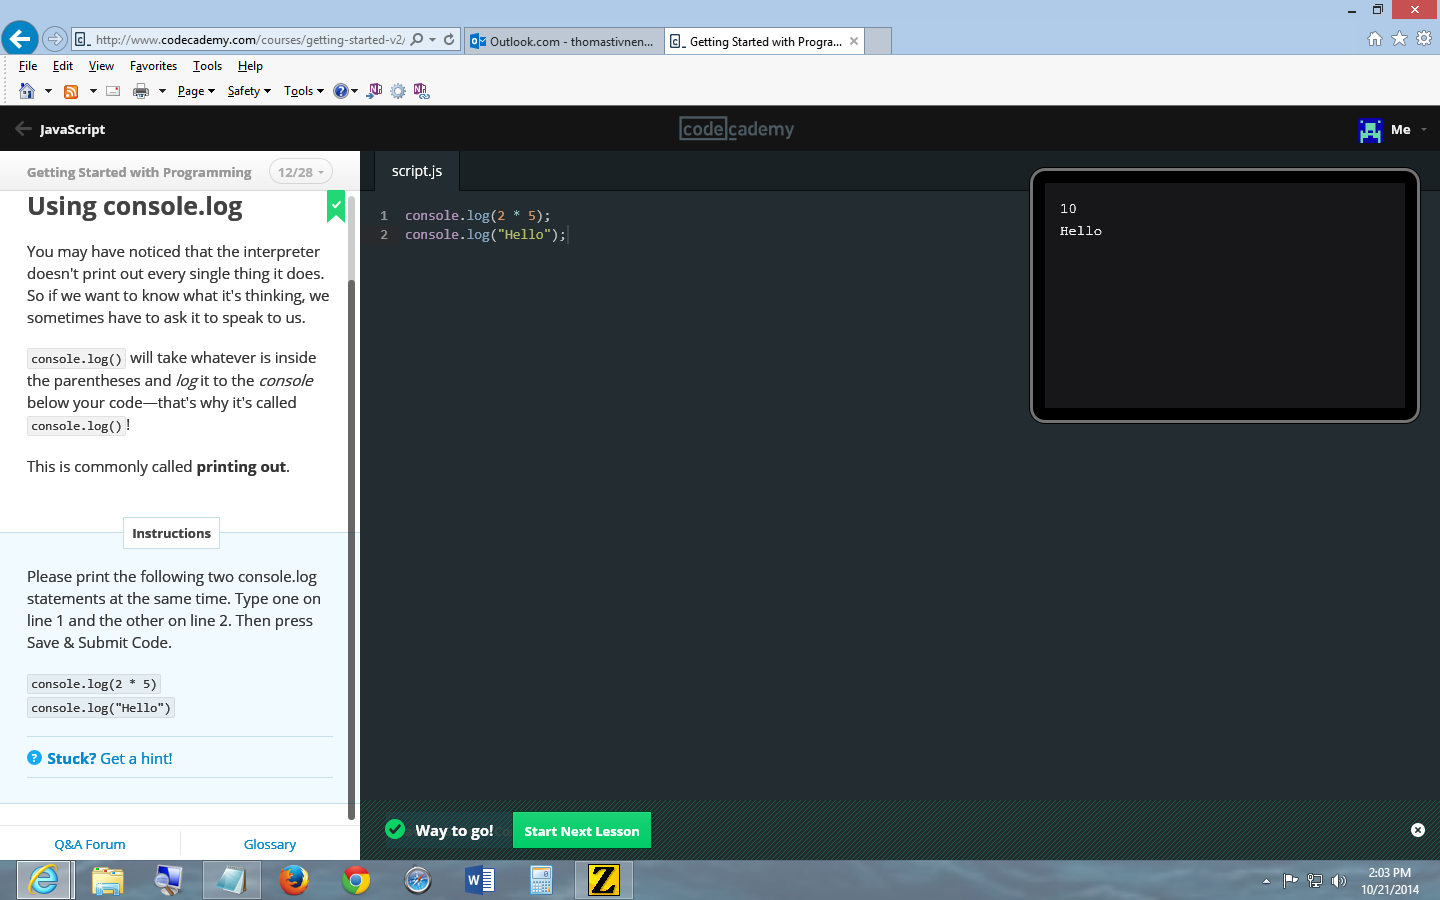 http://www.codecademy.com/courses/getting-started-v2/
Outlook.com - thomastivnen...
Getting Started with Progra...
File Edit View Favorites Tools Help
Page Safety Tools
JavaScript
codecademy
Me
Getting Started with Programming 12/28
script.js
Using console.log
You may have noticed that the interpreter
doesn't print out every single thing it does.
So if we want to know what it's thinking, we
sometimes have to ask it to speak to us.
console.log() will take whatever is inside
the parentheses and log it to the console
below your code—that's why it's called
console.log()!
This is commonly called printing out.
Instructions
Please print the following two console.log
statements at the same time. Type one on
line 1 and the other on line 2. Then press
Save & Submit Code.
console.log(2 * 5)
console.log("Hello")
Stuck? Get a hint!
Q&A Forum Glossary
1 console.log(2 * 5);
2 console.log("Hello");
10
Hello
Way to go! Start Next Lesson
2:03 PM
10/21/2014